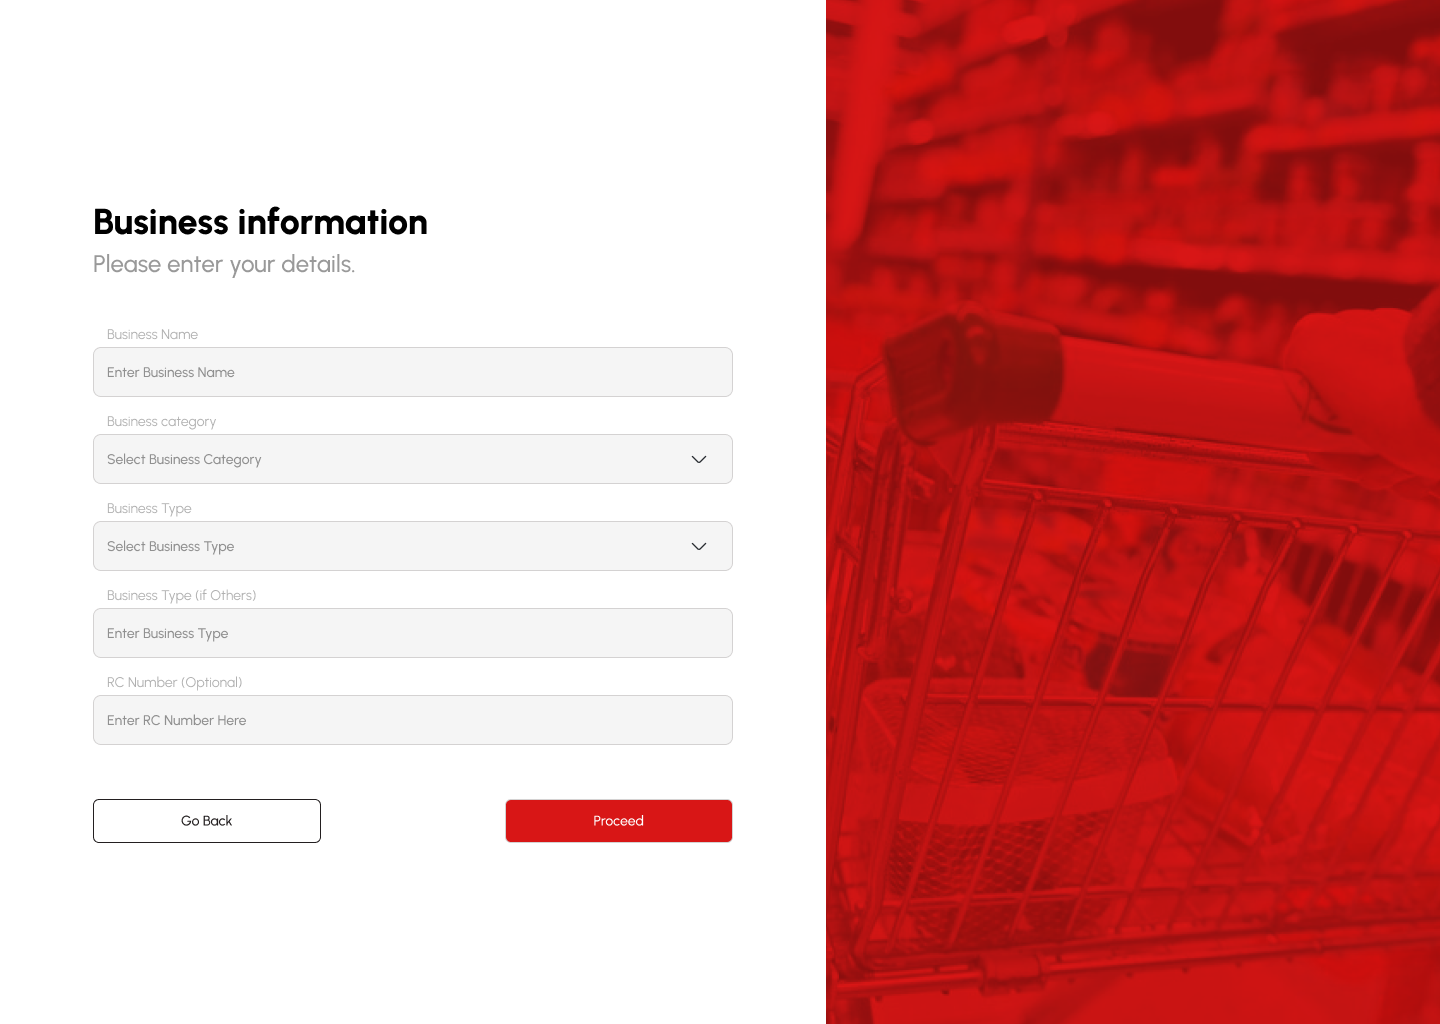 Business information
Please enter your details.
Business Name
Enter Business Name
Business category
Select Business Category
Business Type
Select Business Type
Business Type (if Others)
Enter Business Type
RC Number (Optional)
Enter RC Number Here
Go Back
Proceed